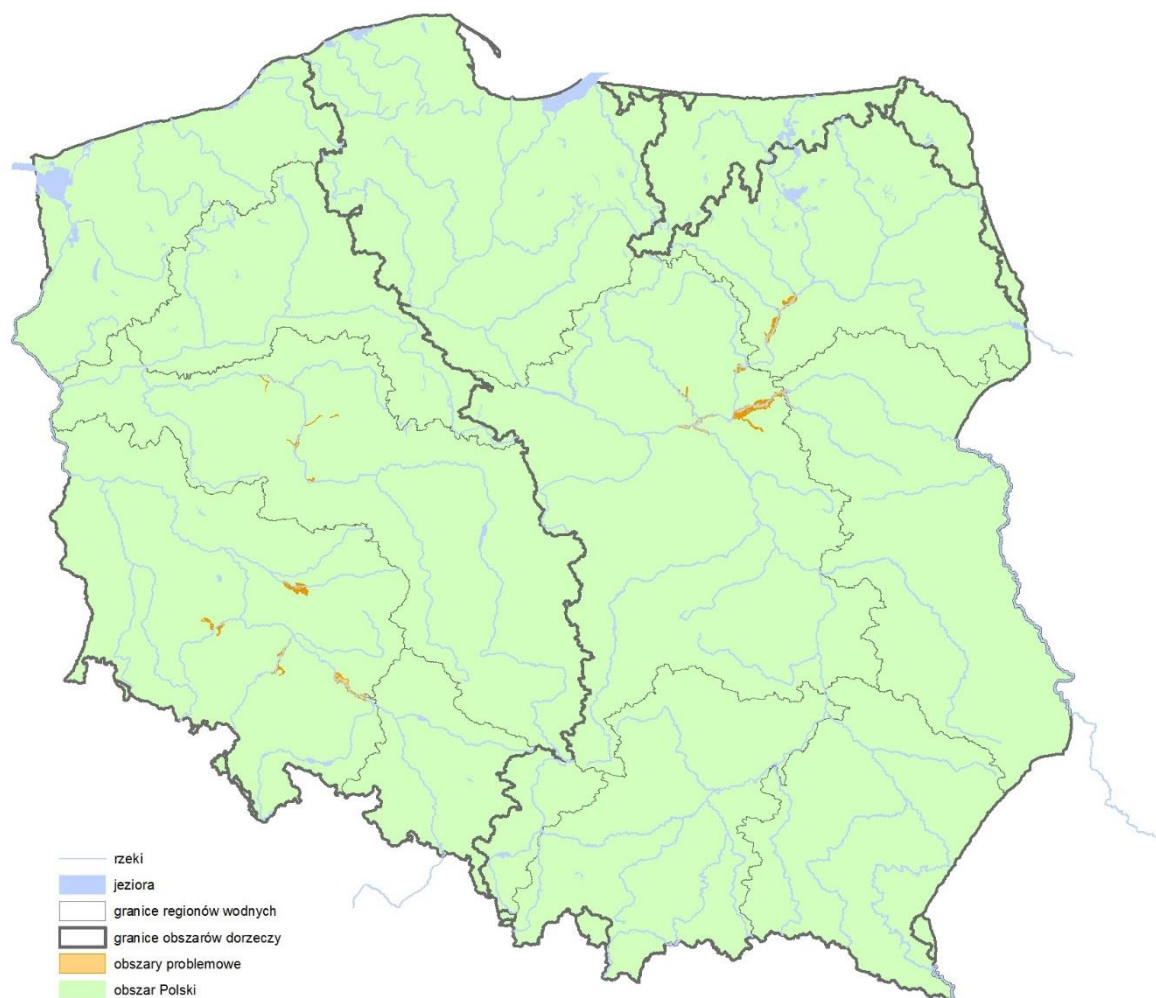 rzeki
jeziora
granice regionów wodnych
granice obszarów dorzeczy
obszary problemowe
obszar Polski